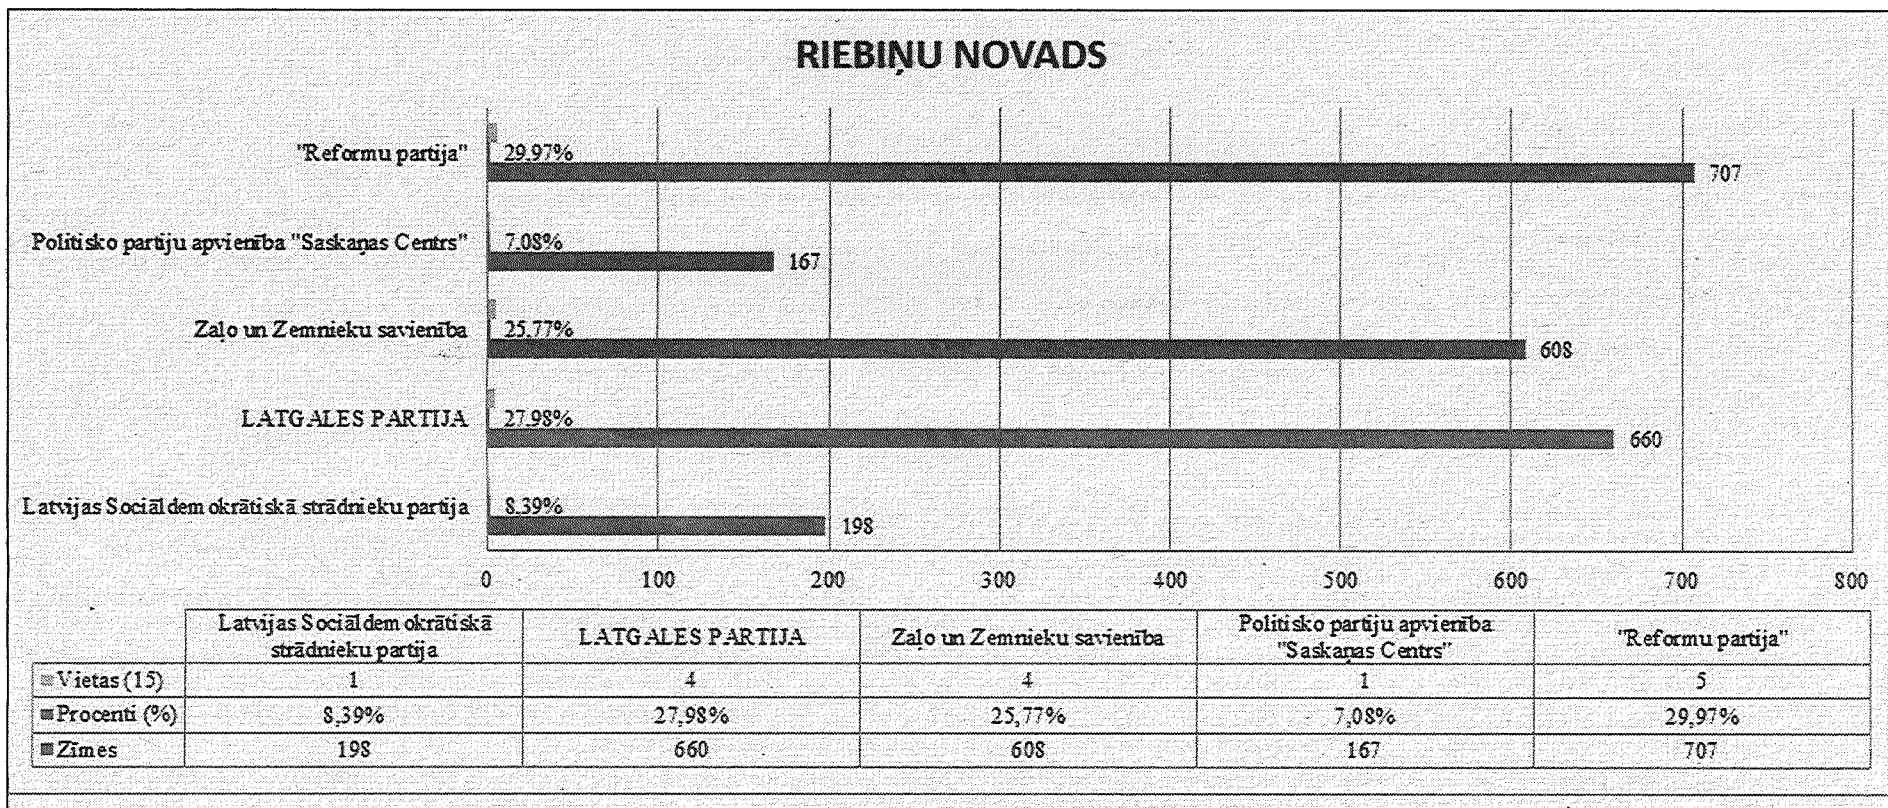 RIEBIŅU NOVADS
"Reformu partija"
29,97%
707
Politisko partiju apvienība "Saskaņas Centrs"
7,08%
167
Zaļo un Zemnieku savienība
25,77%
608
LATGALES PARTIJA
27,98%
660
Latvijas Sociāldemokrātiskā strādnieku partija
8,39%
198
0 100 200 300 400 500 600 700 800
Latvijas Sociāldemokrātiskā
strādnieku partija
LATGALES PARTIJA
Zaļo un Zemnieku savienība
Politisko partiju apvienība
"Saskaņas Centrs"
"Reformu partija"
Vietas (15) 1 4 4 1 5
Procenti (%) 8,39% 27,98% 25,77% 7,08% 29,97%
Zīmes 198 660 608 167 707